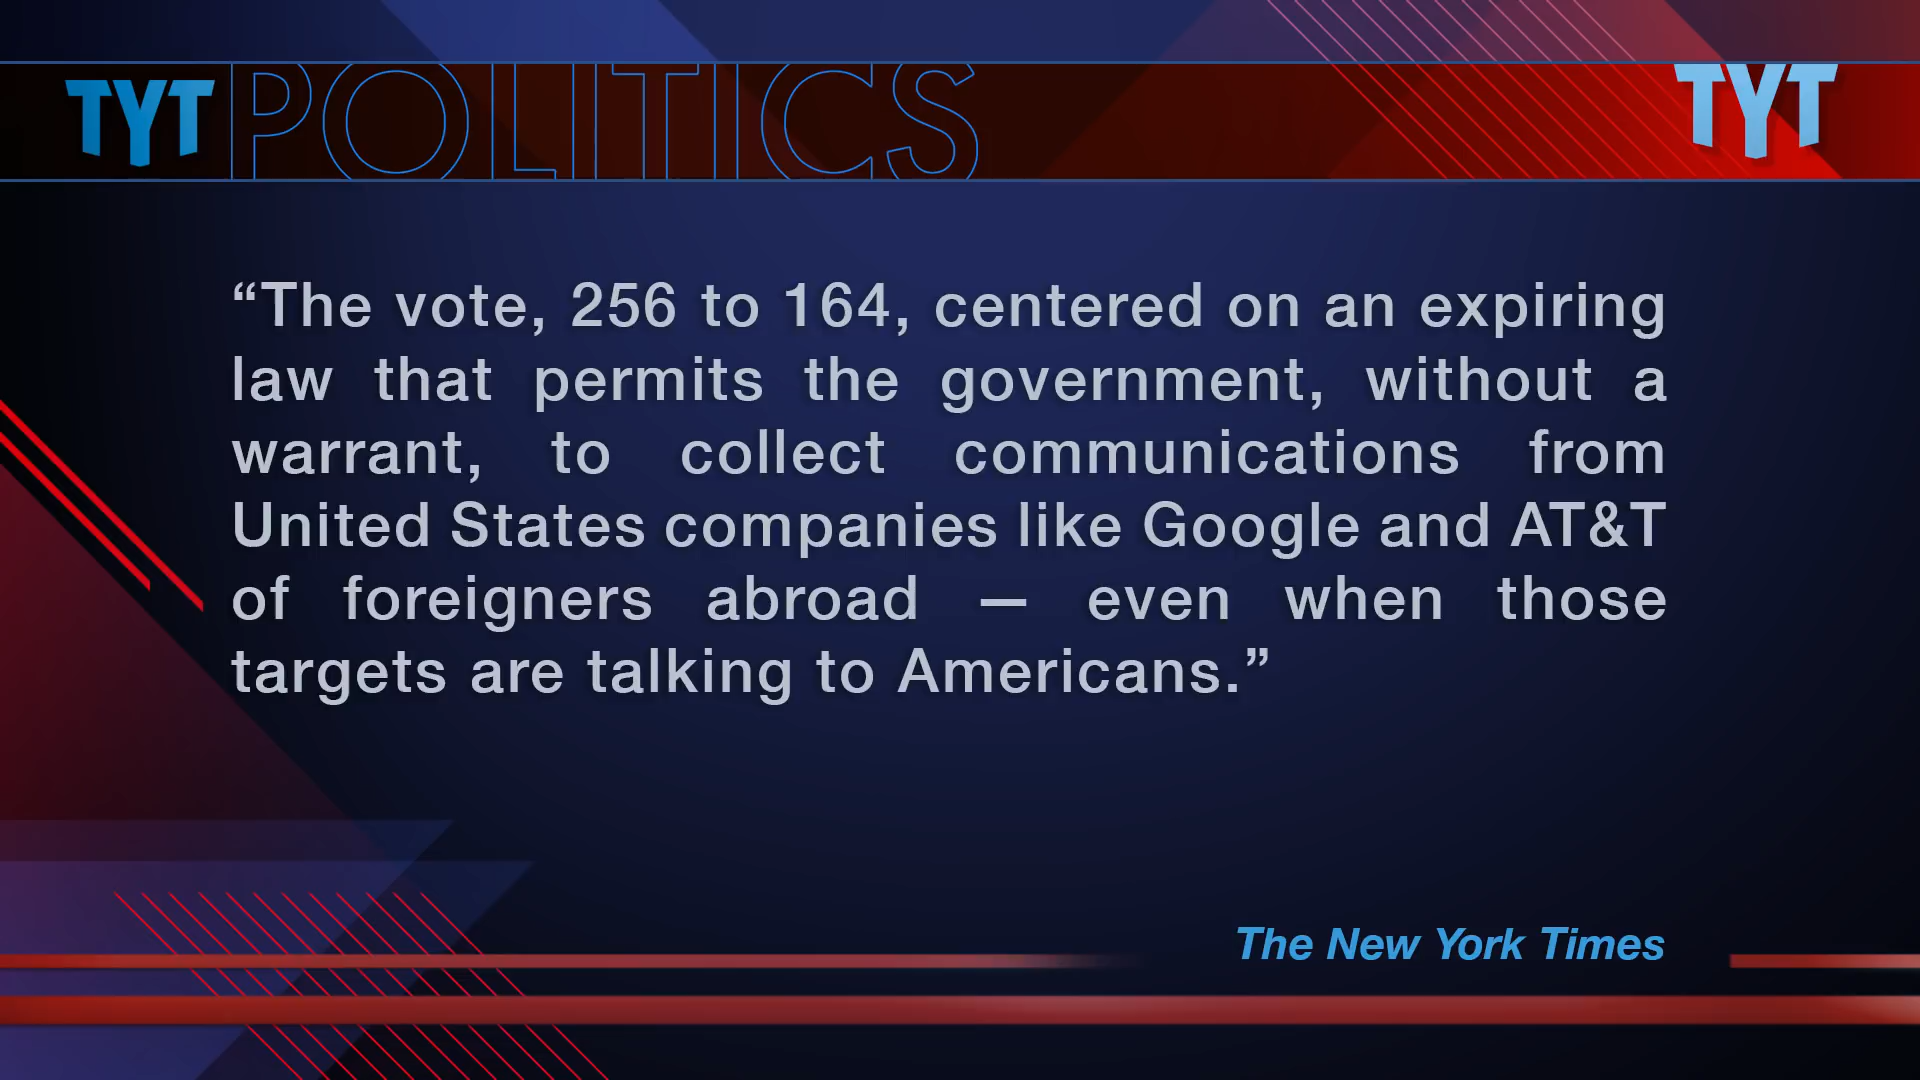 TYT POLITICS
TYT
“The vote, 256 to 164, centered on an expiring
law that permits the government, without a
warrant, to collect communications from
United States companies like Google and AT&T
of foreigners abroad — even when those
targets are talking to Americans.”
The New York Times